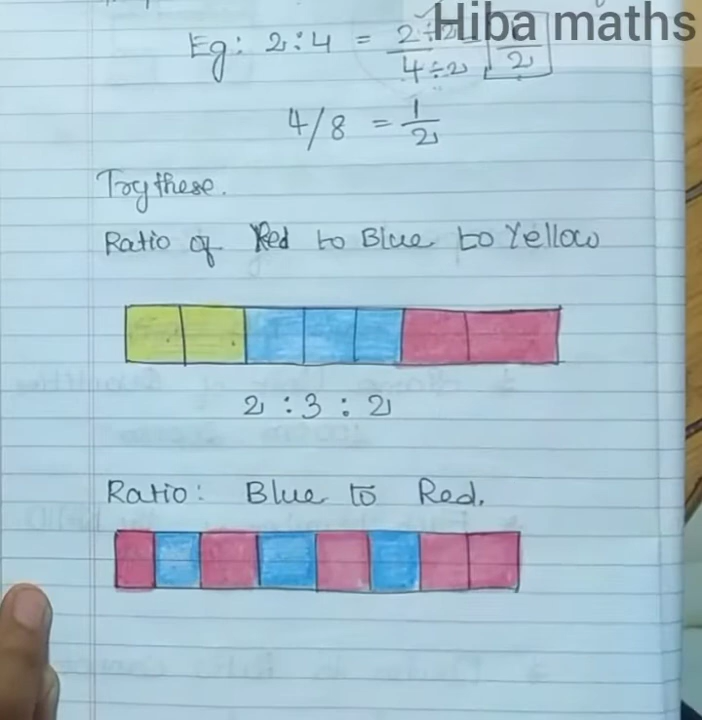 Hiba maths
Eg: 2:4 = 2÷2/4÷2 = 1/2
4/8 = 1/2
Try these.
Ratio of Red to Blue to Yellow
2 : 3 : 2
Ratio: Blue to Red.